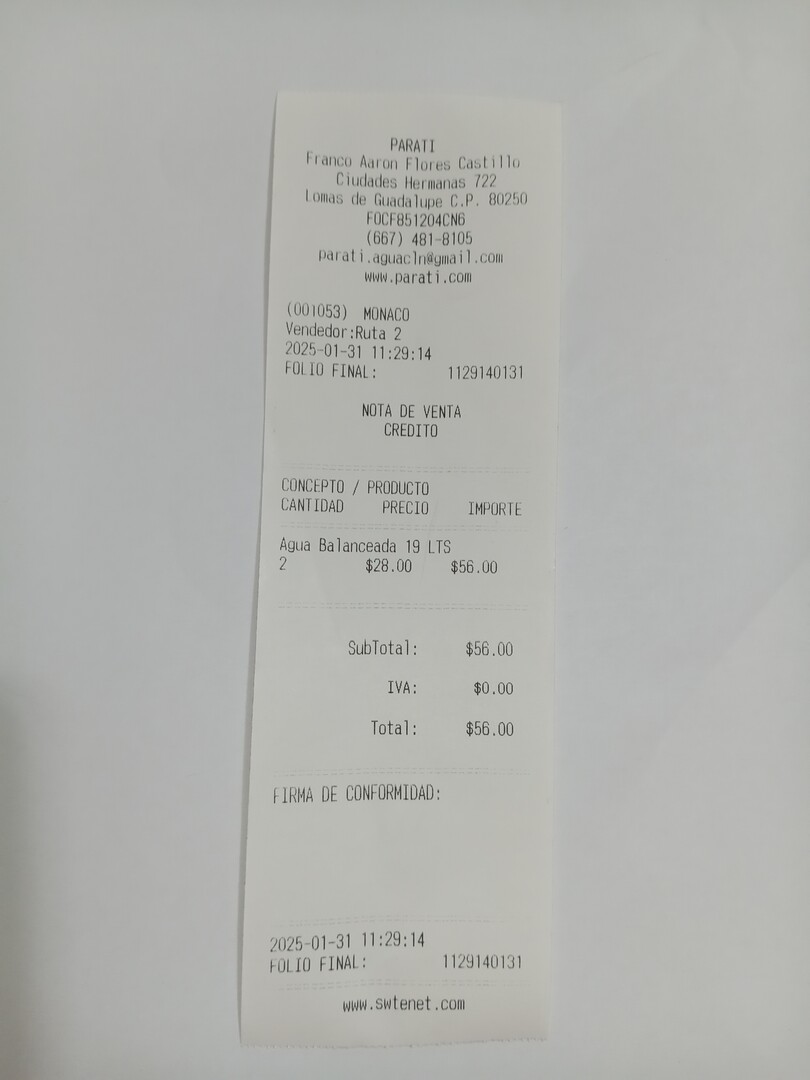 PARATI
Franco Aaron Flores Castillo
Ciudades Hermanas 722
Lomas de Guadalupe C.P. 80250
FOCF851204CN6
(667) 481-8105
parati.aguacln@gmail.com
www.parati.com
(001053) MONACO
Vendedor:Ruta 2
2025-01-31 11:29:14
FOLIO FINAL: 1129140131
NOTA DE VENTA
CREDITO
CONCEPTO / PRODUCTO
CANTIDAD PRECIO IMPORTE
Agua Balanceada 19 LTS
2 $28.00 $56.00
SubTotal: $56.00
IVA: $0.00
Total: $56.00
FIRMA DE CONFORMIDAD:
2025-01-31 11:29:14
FOLIO FINAL: 1129140131
www.swtenet.com